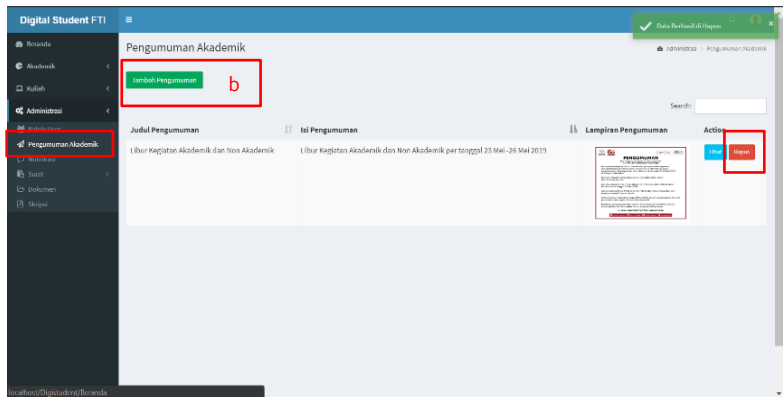 Digital Student FTI
Data Berhasil di Hapus
Beranda
Pengumuman Akademik
Administrasi > Pengumuman Akademik
Akademik
Tambah Pengumuman
b
Kuliah
Administrasi
Search:
Judul Pengumuman Isi Pengumuman Lampiran Pengumuman Action
Pengumuman Akademik
Libur Kegiatan Akademik dan Non Akademik Libur Kegiatan Akademik dan Non Akademik per tanggal 23 Mei -26 Mei 2019
PENGUMUMAN
Lihat Hapus
Notifikasi
Surat
Dokumen
Skripsi
localhost/Digistudent/Beranda